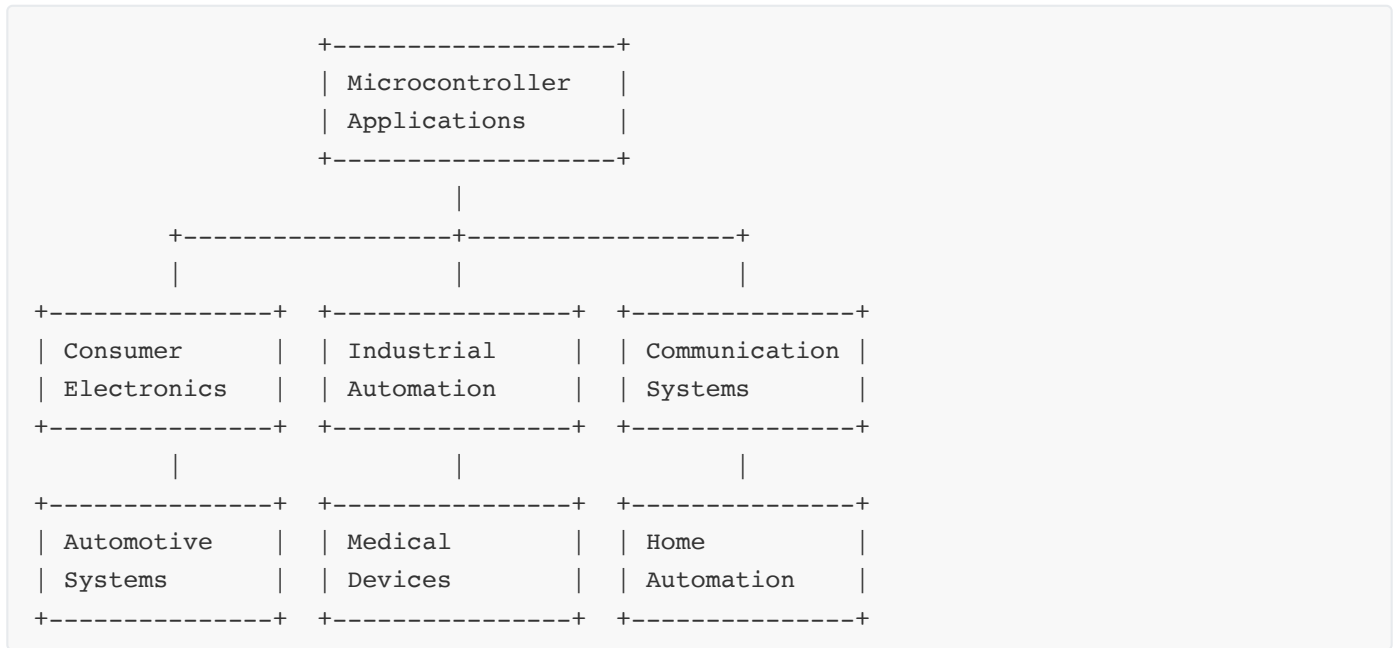 +-------------------+
                   | Microcontroller   |
                   | Applications      |
                   +-------------------+
                            |
         +------------------+------------------+
         |                  |                  |
+---------------+  +----------------+  +---------------+
| Consumer      |  | Industrial     |  | Communication |
| Electronics   |  | Automation     |  | Systems       |
+---------------+  +----------------+  +---------------+
         |                  |                  |
+---------------+  +----------------+  +---------------+
| Automotive    |  | Medical        |  | Home          |
| Systems       |  | Devices        |  | Automation    |
+---------------+  +----------------+  +---------------+